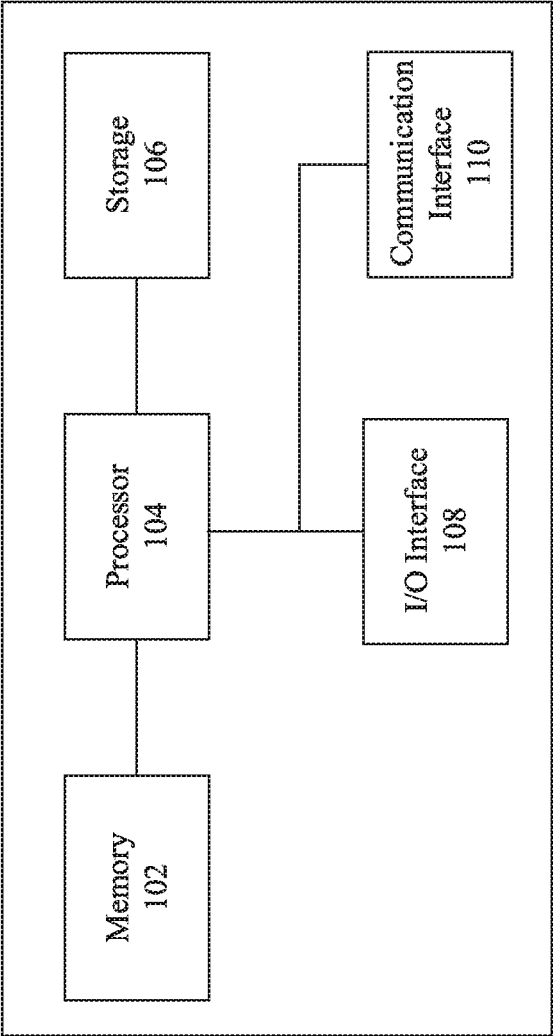 Memory
102
Processor
104
Storage
106
I/O Interface
108
Communication
Interface
110